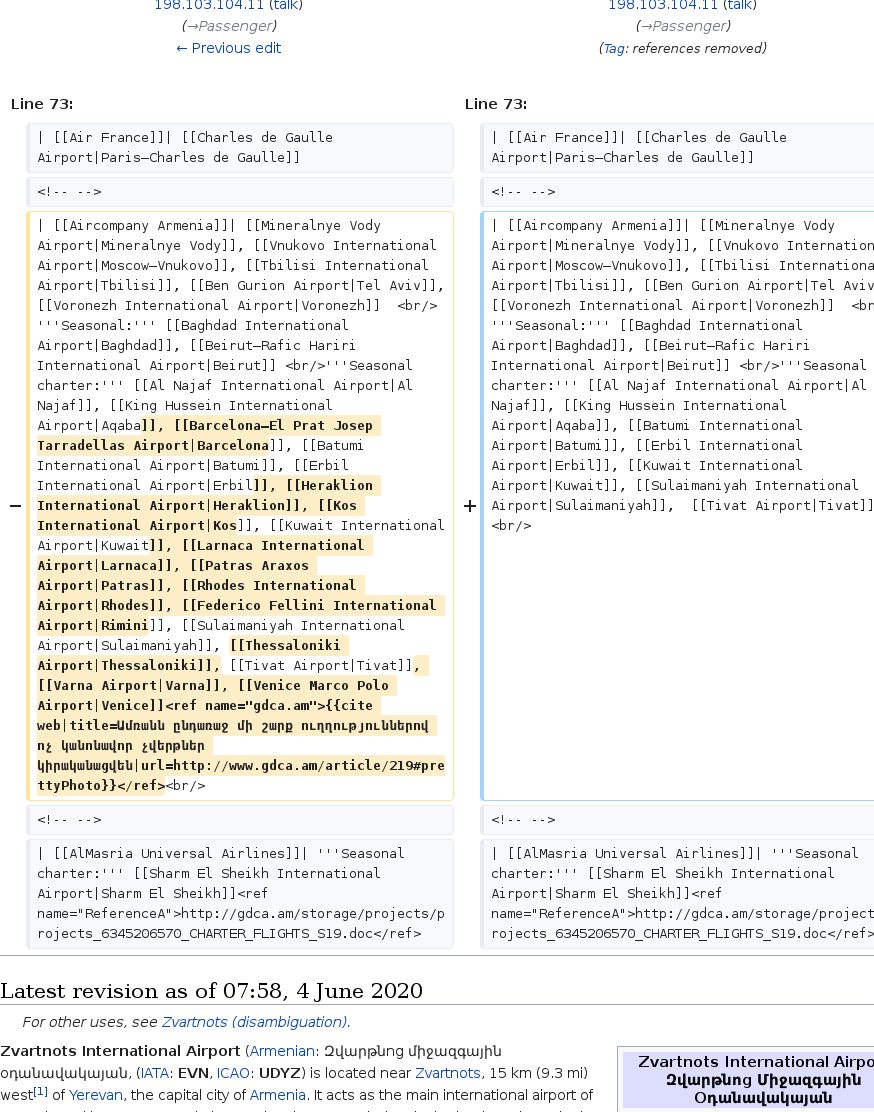 198.103.104.11 (talk)
(→Passenger)
← Previous edit
198.103.104.11 (talk)
(→Passenger)
(Tag: references removed)
Line 73:
| [[Air France]]| [[Charles de Gaulle
Airport|Paris–Charles de Gaulle]]
<!-- -->
− | [[Aircompany Armenia]]| [[Mineralnye Vody
Airport|Mineralnye Vody]], [[Vnukovo International
Airport|Moscow–Vnukovo]], [[Tbilisi International
Airport|Tbilisi]], [[Ben Gurion Airport|Tel Aviv]],
[[Voronezh International Airport|Voronezh]]  <br/>
'''Seasonal:''' [[Baghdad International
Airport|Baghdad]], [[Beirut–Rafic Hariri
International Airport|Beirut]] <br/>'''Seasonal
charter:''' [[Al Najaf International Airport|Al
Najaf]], [[King Hussein International
Airport|Aqaba]], [[Barcelona–El Prat Josep
Tarradellas Airport|Barcelona]], [[Batumi
International Airport|Batumi]], [[Erbil
International Airport|Erbil]], [[Heraklion
International Airport|Heraklion]], [[Kos
International Airport|Kos]], [[Kuwait International
Airport|Kuwait]], [[Larnaca International
Airport|Larnaca]], [[Patras Araxos
Airport|Patras]], [[Rhodes International
Airport|Rhodes]], [[Federico Fellini International
Airport|Rimini]], [[Sulaimaniyah International
Airport|Sulaimaniyah]], [[Thessaloniki
Airport|Thessaloniki]], [[Tivat Airport|Tivat]],
[[Varna Airport|Varna]], [[Venice Marco Polo
Airport|Venice]]<ref name="gdca.am">{{cite
web|title=Ամռանն ընդառաջ մի շարք ուղղություններով
ոչ կանոնավոր չվերթներ
կիրականացվեն|url=http://www.gdca.am/article/219#pre
ttyPhoto}}</ref><br/>
<!-- -->
| [[AlMasria Universal Airlines]]| '''Seasonal
charter:''' [[Sharm El Sheikh International
Airport|Sharm El Sheikh]]<ref
name="ReferenceA">http://gdca.am/storage/projects/p
rojects_6345206570_CHARTER_FLIGHTS_S19.doc</ref>
Line 73:
| [[Air France]]| [[Charles de Gaulle
Airport|Paris–Charles de Gaulle]]
<!-- -->
+ | [[Aircompany Armenia]]| [[Mineralnye Vody
Airport|Mineralnye Vody]], [[Vnukovo Internation
Airport|Moscow–Vnukovo]], [[Tbilisi Internationa
Airport|Tbilisi]], [[Ben Gurion Airport|Tel Aviv
[[Voronezh International Airport|Voronezh]]  <br
'''Seasonal:''' [[Baghdad International
Airport|Baghdad]], [[Beirut–Rafic Hariri
International Airport|Beirut]] <br/>'''Seasonal
charter:''' [[Al Najaf International Airport|Al
Najaf]], [[King Hussein International
Airport|Aqaba]], [[Batumi International
Airport|Batumi]], [[Erbil International
Airport|Erbil]], [[Kuwait International
Airport|Kuwait]], [[Sulaimaniyah International
Airport|Sulaimaniyah]],  [[Tivat Airport|Tivat]]
<br/>
<!-- -->
| [[AlMasria Universal Airlines]]| '''Seasonal
charter:''' [[Sharm El Sheikh International
Airport|Sharm El Sheikh]]<ref
name="ReferenceA">http://gdca.am/storage/project
rojects_6345206570_CHARTER_FLIGHTS_S19.doc</ref>
Latest revision as of 07:58, 4 June 2020
For other uses, see Zvartnots (disambiguation).
Zvartnots International Airport (Armenian: Զվարթնոց միջազգային
օդանավակայան, (IATA: EVN, ICAO: UDYZ) is located near Zvartnots, 15 km (9.3 mi)
west[1] of Yerevan, the capital city of Armenia. It acts as the main international airport of
Zvartnots International Airpo
Զվարթնոց Միջազգային
Օդանավակայան